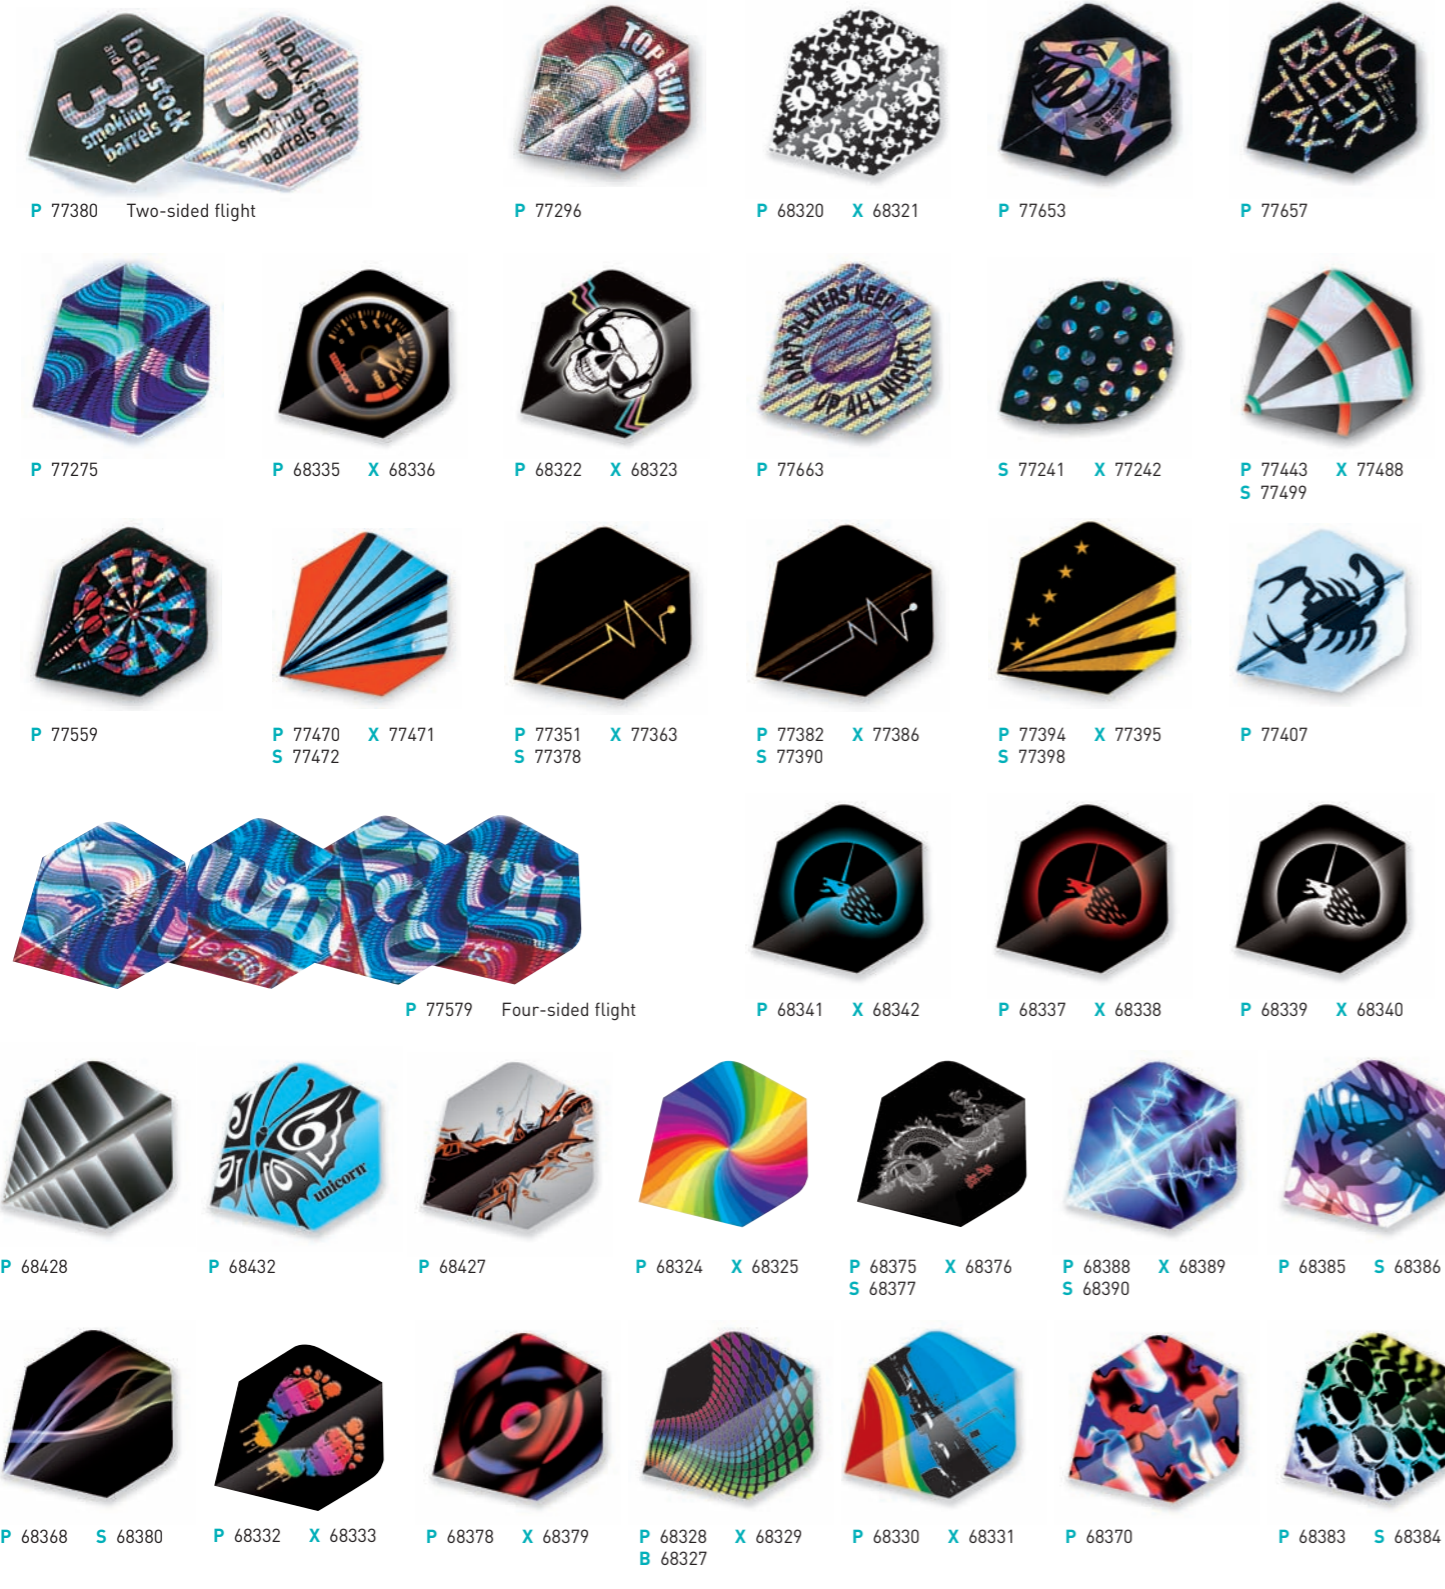 lock, stock
and
3
smoking
barrels
lock, stock
and
3
smoking
barrels
TOP GUN
NO
BEER
BELLY
P 77380 Two-sided flight
P 77296
P 68320 X 68321
P 77653
P 77657
unicorn
DART PLAYERS KEEP IT
UP ALL NIGHT.
P 77275
P 68335 X 68336
P 68322 X 68323
P 77663
S 77241 X 77242
P 77443 X 77488
S 77499
P 77559
P 77470 X 77471
S 77472
P 77351 X 77363
S 77378
P 77382 X 77386
S 77390
P 77394 X 77395
S 77398
P 77407
P 77579 Four-sided flight
P 68341 X 68342
P 68337 X 68338
P 68339 X 68340
unicorn
P 68428
P 68432
P 68427
P 68324 X 68325
P 68375 X 68376
S 68377
P 68388 X 68389
S 68390
P 68385 S 68386
P 68368 S 68380
P 68332 X 68333
P 68378 X 68379
P 68328 X 68329
B 68327
P 68330 X 68331
P 68370
P 68383 S 68384